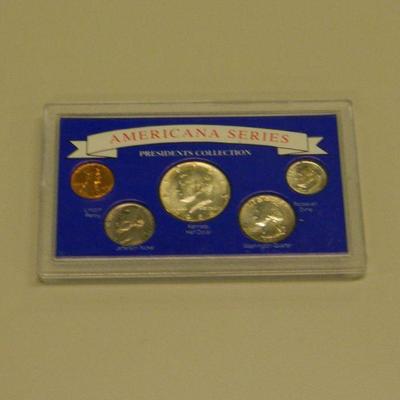 AMERICANA SERIES
PRESIDENTS COLLECTION
Lincoln
Penny
Jefferson Nickel
Kennedy
Half Dollar
Washington Quarter
Roosevelt
Dime